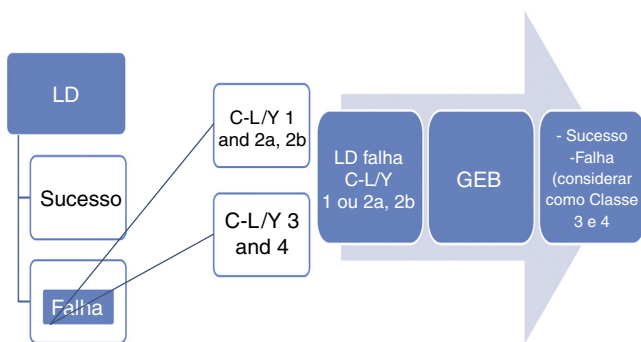 LD
Sucesso
Falha
C-L/Y 1
and 2a, 2b
C-L/Y 3
and 4
LD falha
C-L/Y
1 ou 2a, 2b
GEB
- Sucesso
-Falha
(considerar
como Classe
3 e 4